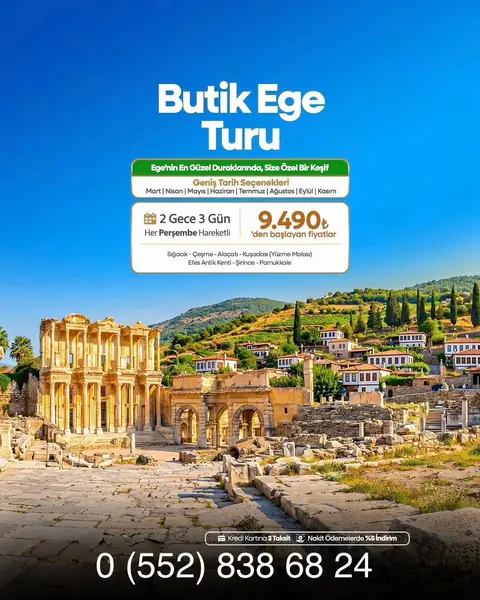 Butik Ege
Turu
Ege'nin En Güzel Duraklarında, Size Özel Bir Keşif
Geniş Tarih Seçenekleri
Mart | Nisan | Mayıs | Haziran | Temmuz | Ağustos | Eylül | Kasım
2 Gece 3 Gün
Her Perşembe Hareketli
9.490₺
'den başlayan fiyatlar
Sığacık - Çeşme - Alaçatı - Kuşadası (Yüzme Molası)
Efes Antik Kenti - Şirince - Pamukkale
Kredi Kartına 3 Taksit
Nakit Ödemelerde %5 İndirim
0 (552) 838 68 24